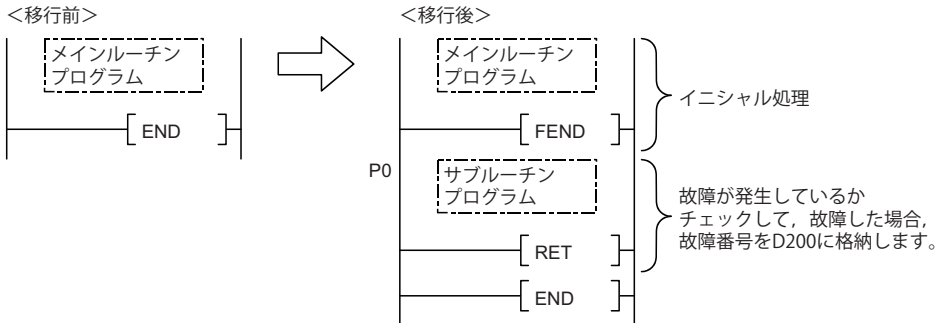 <移行前>
メインルーチン
プログラム
END
<移行後>
メインルーチン
プログラム
イニシャル処理
FEND
P0
サブルーチン
プログラム
故障が発生しているか
チェックして，故障した場合，
故障番号をD200に格納します。
RET
END